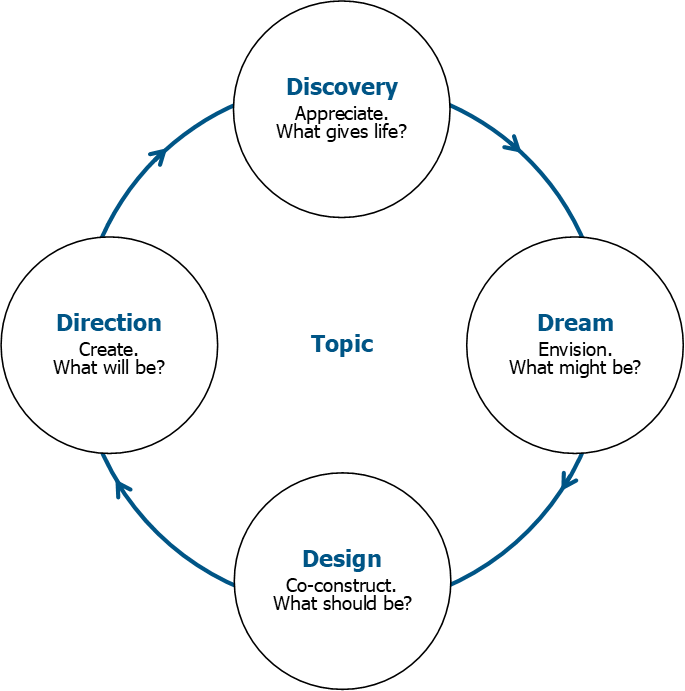 Discovery
Appreciate.
What gives life?
Direction
Create.
What will be?
Topic
Dream
Envision.
What might be?
Design
Co-construct.
What should be?